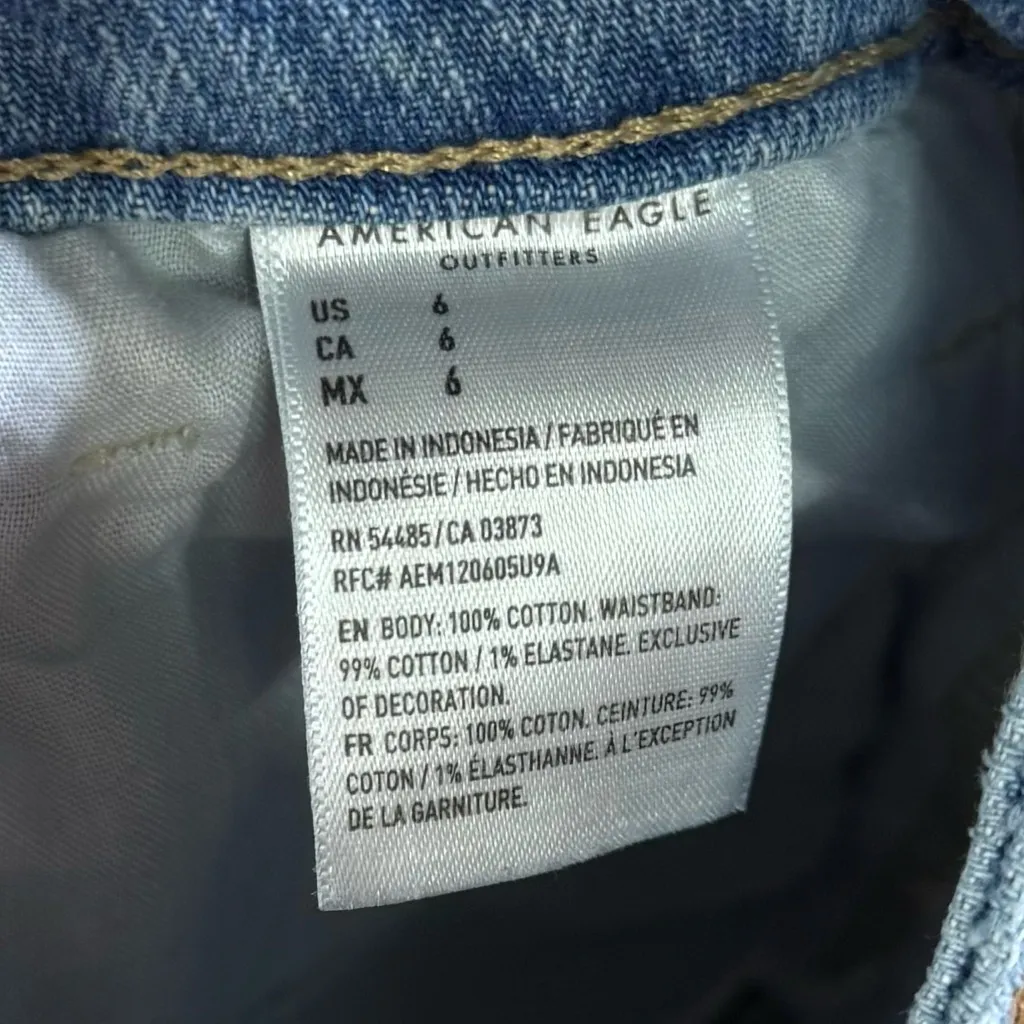 AMERICAN EAGLE
OUTFITTERS
US 6
CA 6
MX 6
MADE IN INDONESIA / FABRIQUÉ EN
INDONÉSIE / HECHO EN INDONESIA
RN 54485 / CA 03873
RFC# AEM120605U9A
EN BODY: 100% COTTON. WAISTBAND:
99% COTTON / 1% ELASTANE. EXCLUSIVE
OF DECORATION.
FR CORPS: 100% COTON. CEINTURE: 99%
COTON / 1% ÉLASTHANNE. À L'EXCEPTION
DE LA GARNITURE.